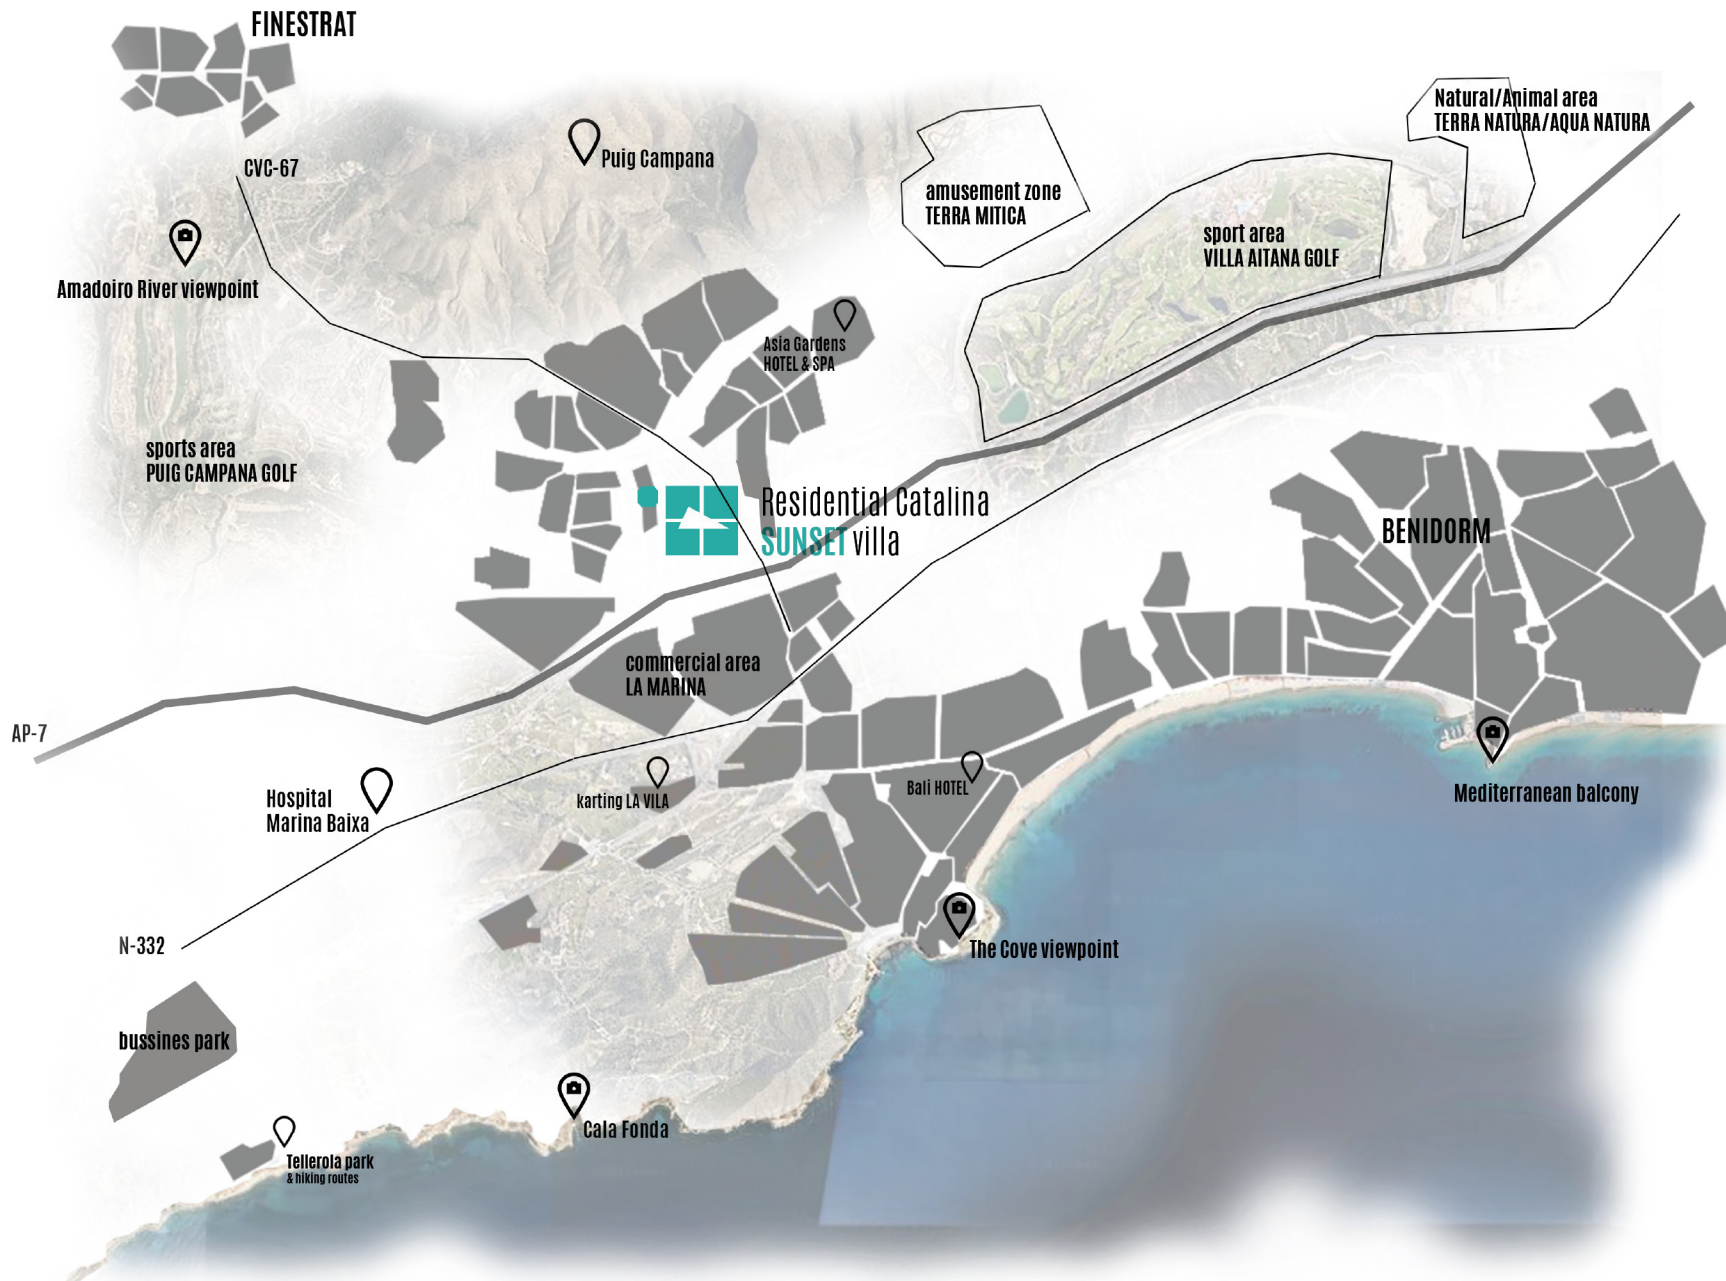 FINESTRAT
Natural/Animal area
TERRA NATURA/AQUA NATURA
CVC-67
Puig Campana
amusement zone
TERRA MITICA
sport area
VILLA AITANA GOLF
Amadoiro River viewpoint
Asia Gardens
HOTEL & SPA
sports area
PUIG CAMPANA GOLF
Residential Catalina
SUNSET villa
BENIDORM
commercial area
LA MARINA
AP-7
Hospital
Marina Baixa
karting LA VILA
Bali HOTEL
Mediterranean balcony
N-332
The Cove viewpoint
bussines park
Cala Fonda
Tellerola park
& hiking routes